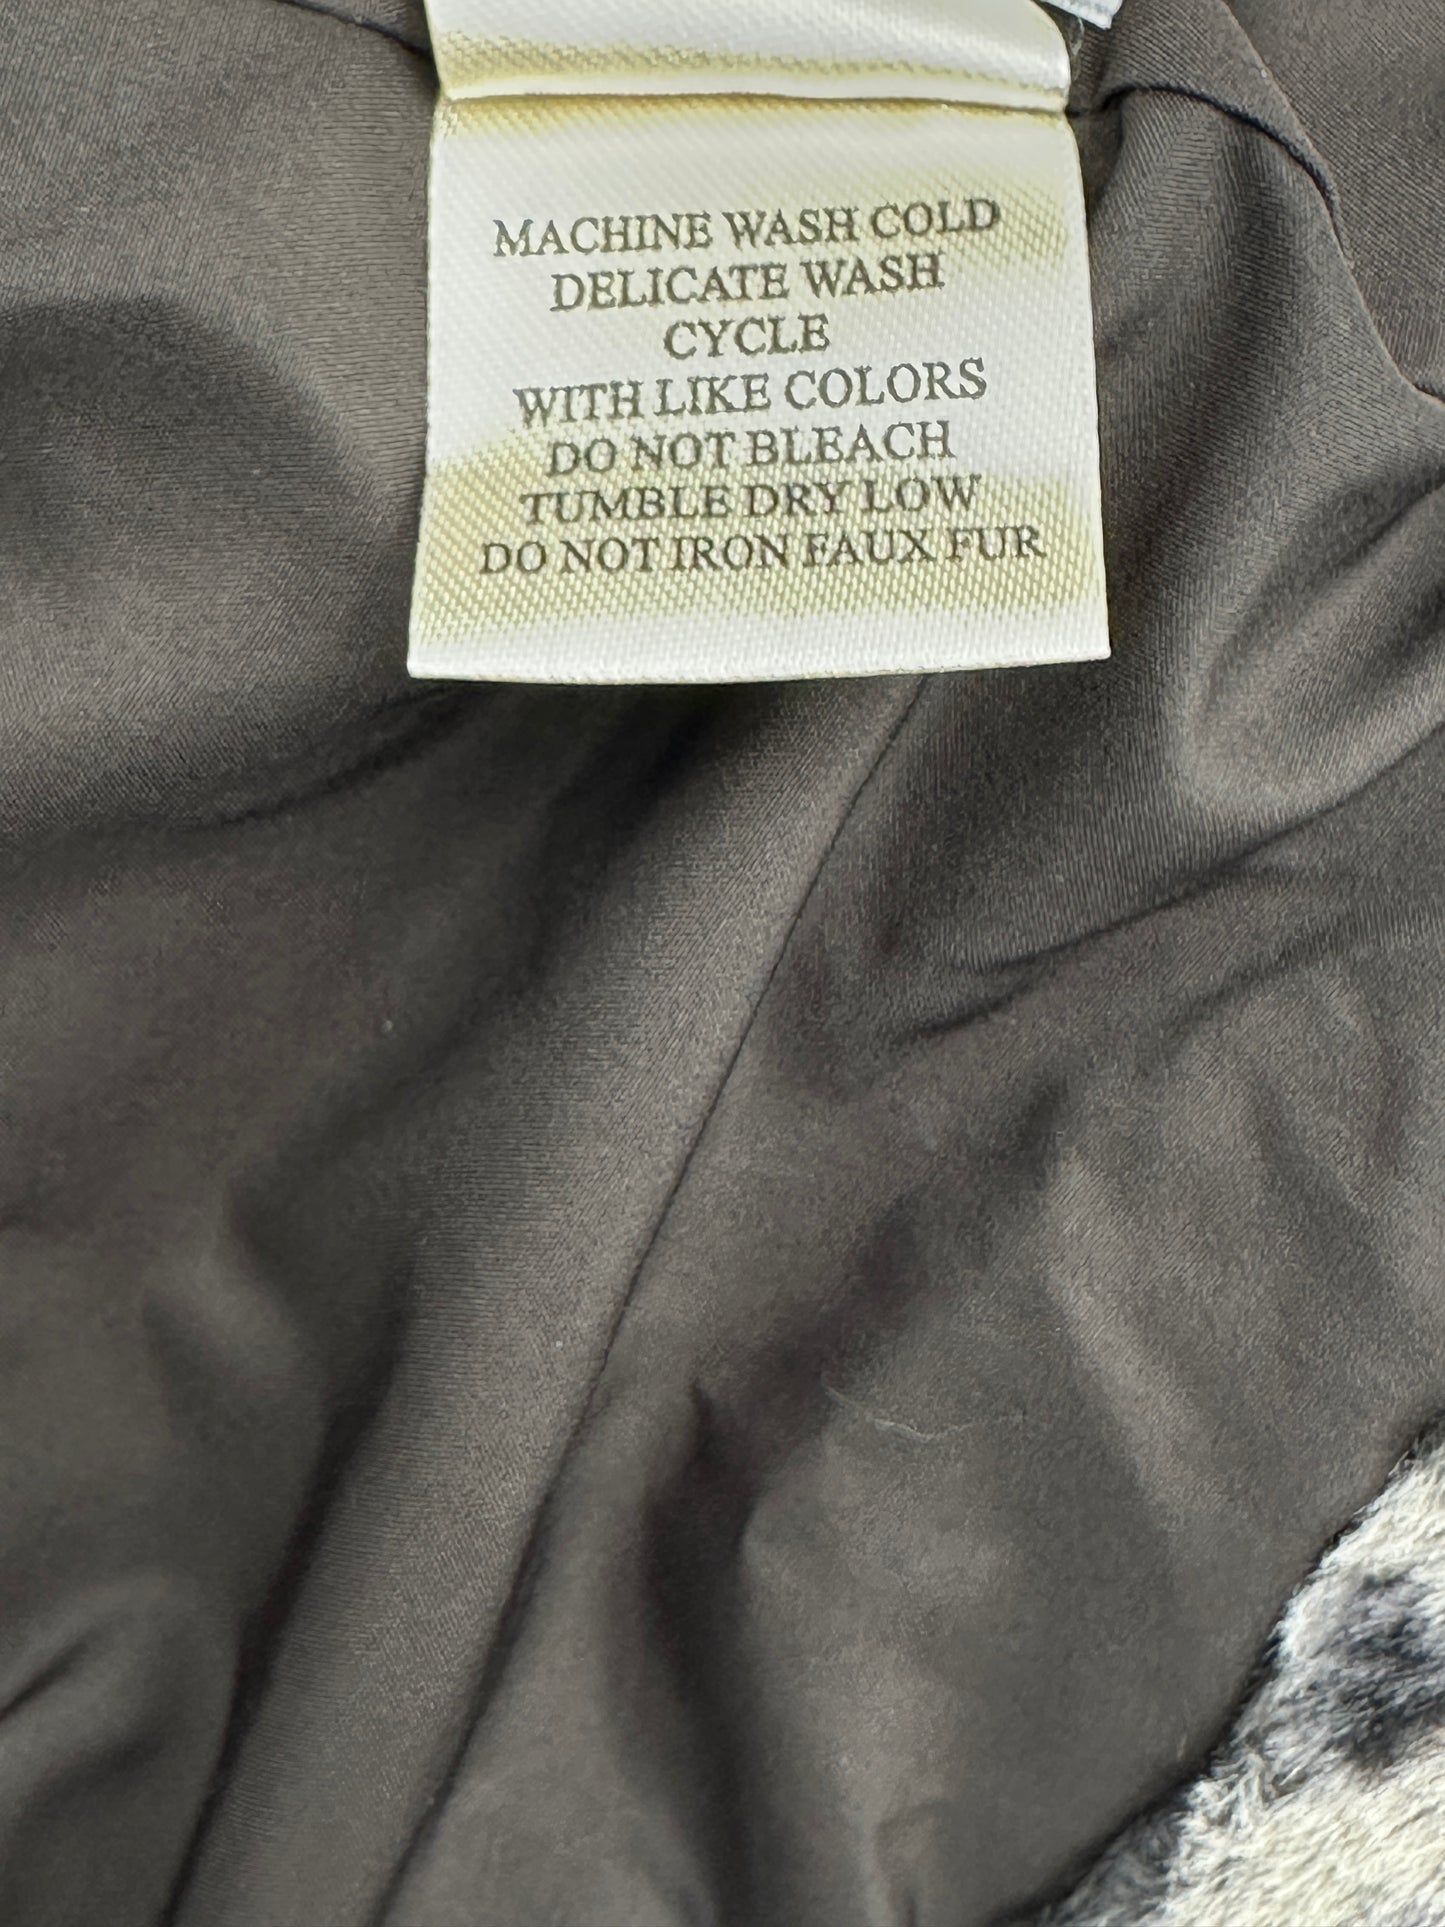 MACHINE WASH COLD
DELICATE WASH
CYCLE
WITH LIKE COLORS
DO NOT BLEACH
TUMBLE DRY LOW
DO NOT IRON FAUX FUR